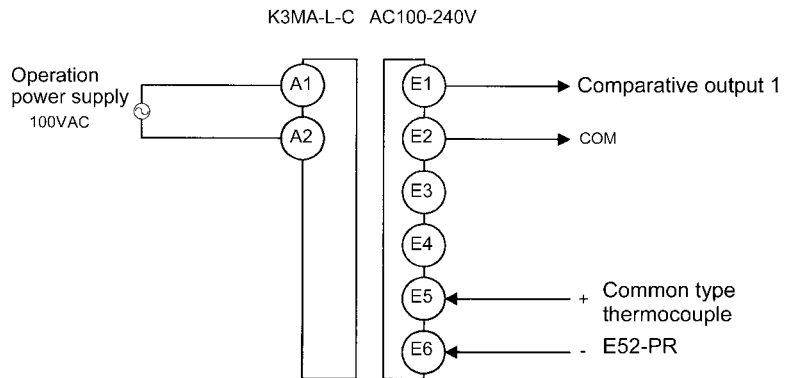 K3MA-L-C AC100-240V
Operation
power supply
100VAC
A1
A2
E1
Comparative output 1
E2
COM
E3
E4
E5
+ Common type
thermocouple
E6
- E52-PR